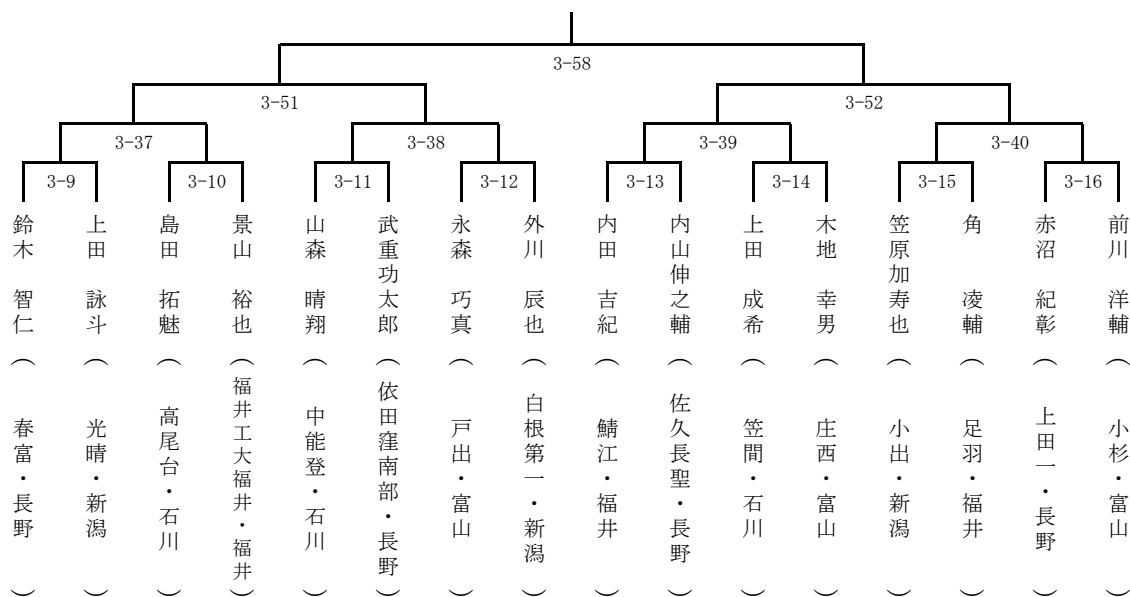 3-58
3-51
3-52
3-37
3-38
3-39
3-40
3-9
3-10
3-11
3-12
3-13
3-14
3-15
3-16
鈴木 智仁（春富・長野）
上田 詠斗（光晴・新潟）
島田 拓魅（高尾台・石川）
景山 裕也（福井工大福井・福井）
山森 晴翔（中能登・石川）
武重功太郎（依田窪南部・長野）
永森 巧真（戸出・富山）
外川 辰也（白根第一・新潟）
内田 吉紀（鯖江・福井）
内山伸之輔（佐久長聖・長野）
上田 成希（笠間・石川）
木地 幸男（庄西・富山）
笠原加寿也（小出・新潟）
角 凌輔（足羽・福井）
赤沼 紀彰（上田一・長野）
前川 洋輔（小杉・富山）